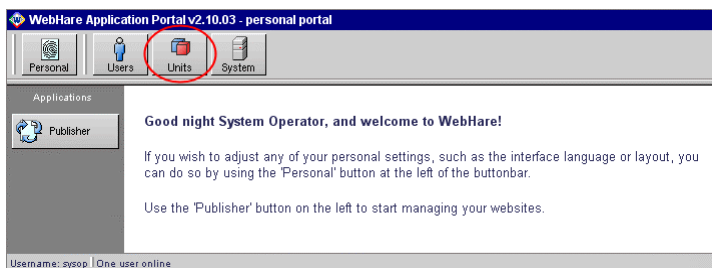 WebHare Application Portal v2.10.03 - personal portal
Personal Users Units System
Applications
Publisher
Good night System Operator, and welcome to WebHare!
If you wish to adjust any of your personal settings, such as the interface language or layout, you
can do so by using the 'Personal' button at the left of the buttonbar.
Use the 'Publisher' button on the left to start managing your websites.
Username: sysop One user online